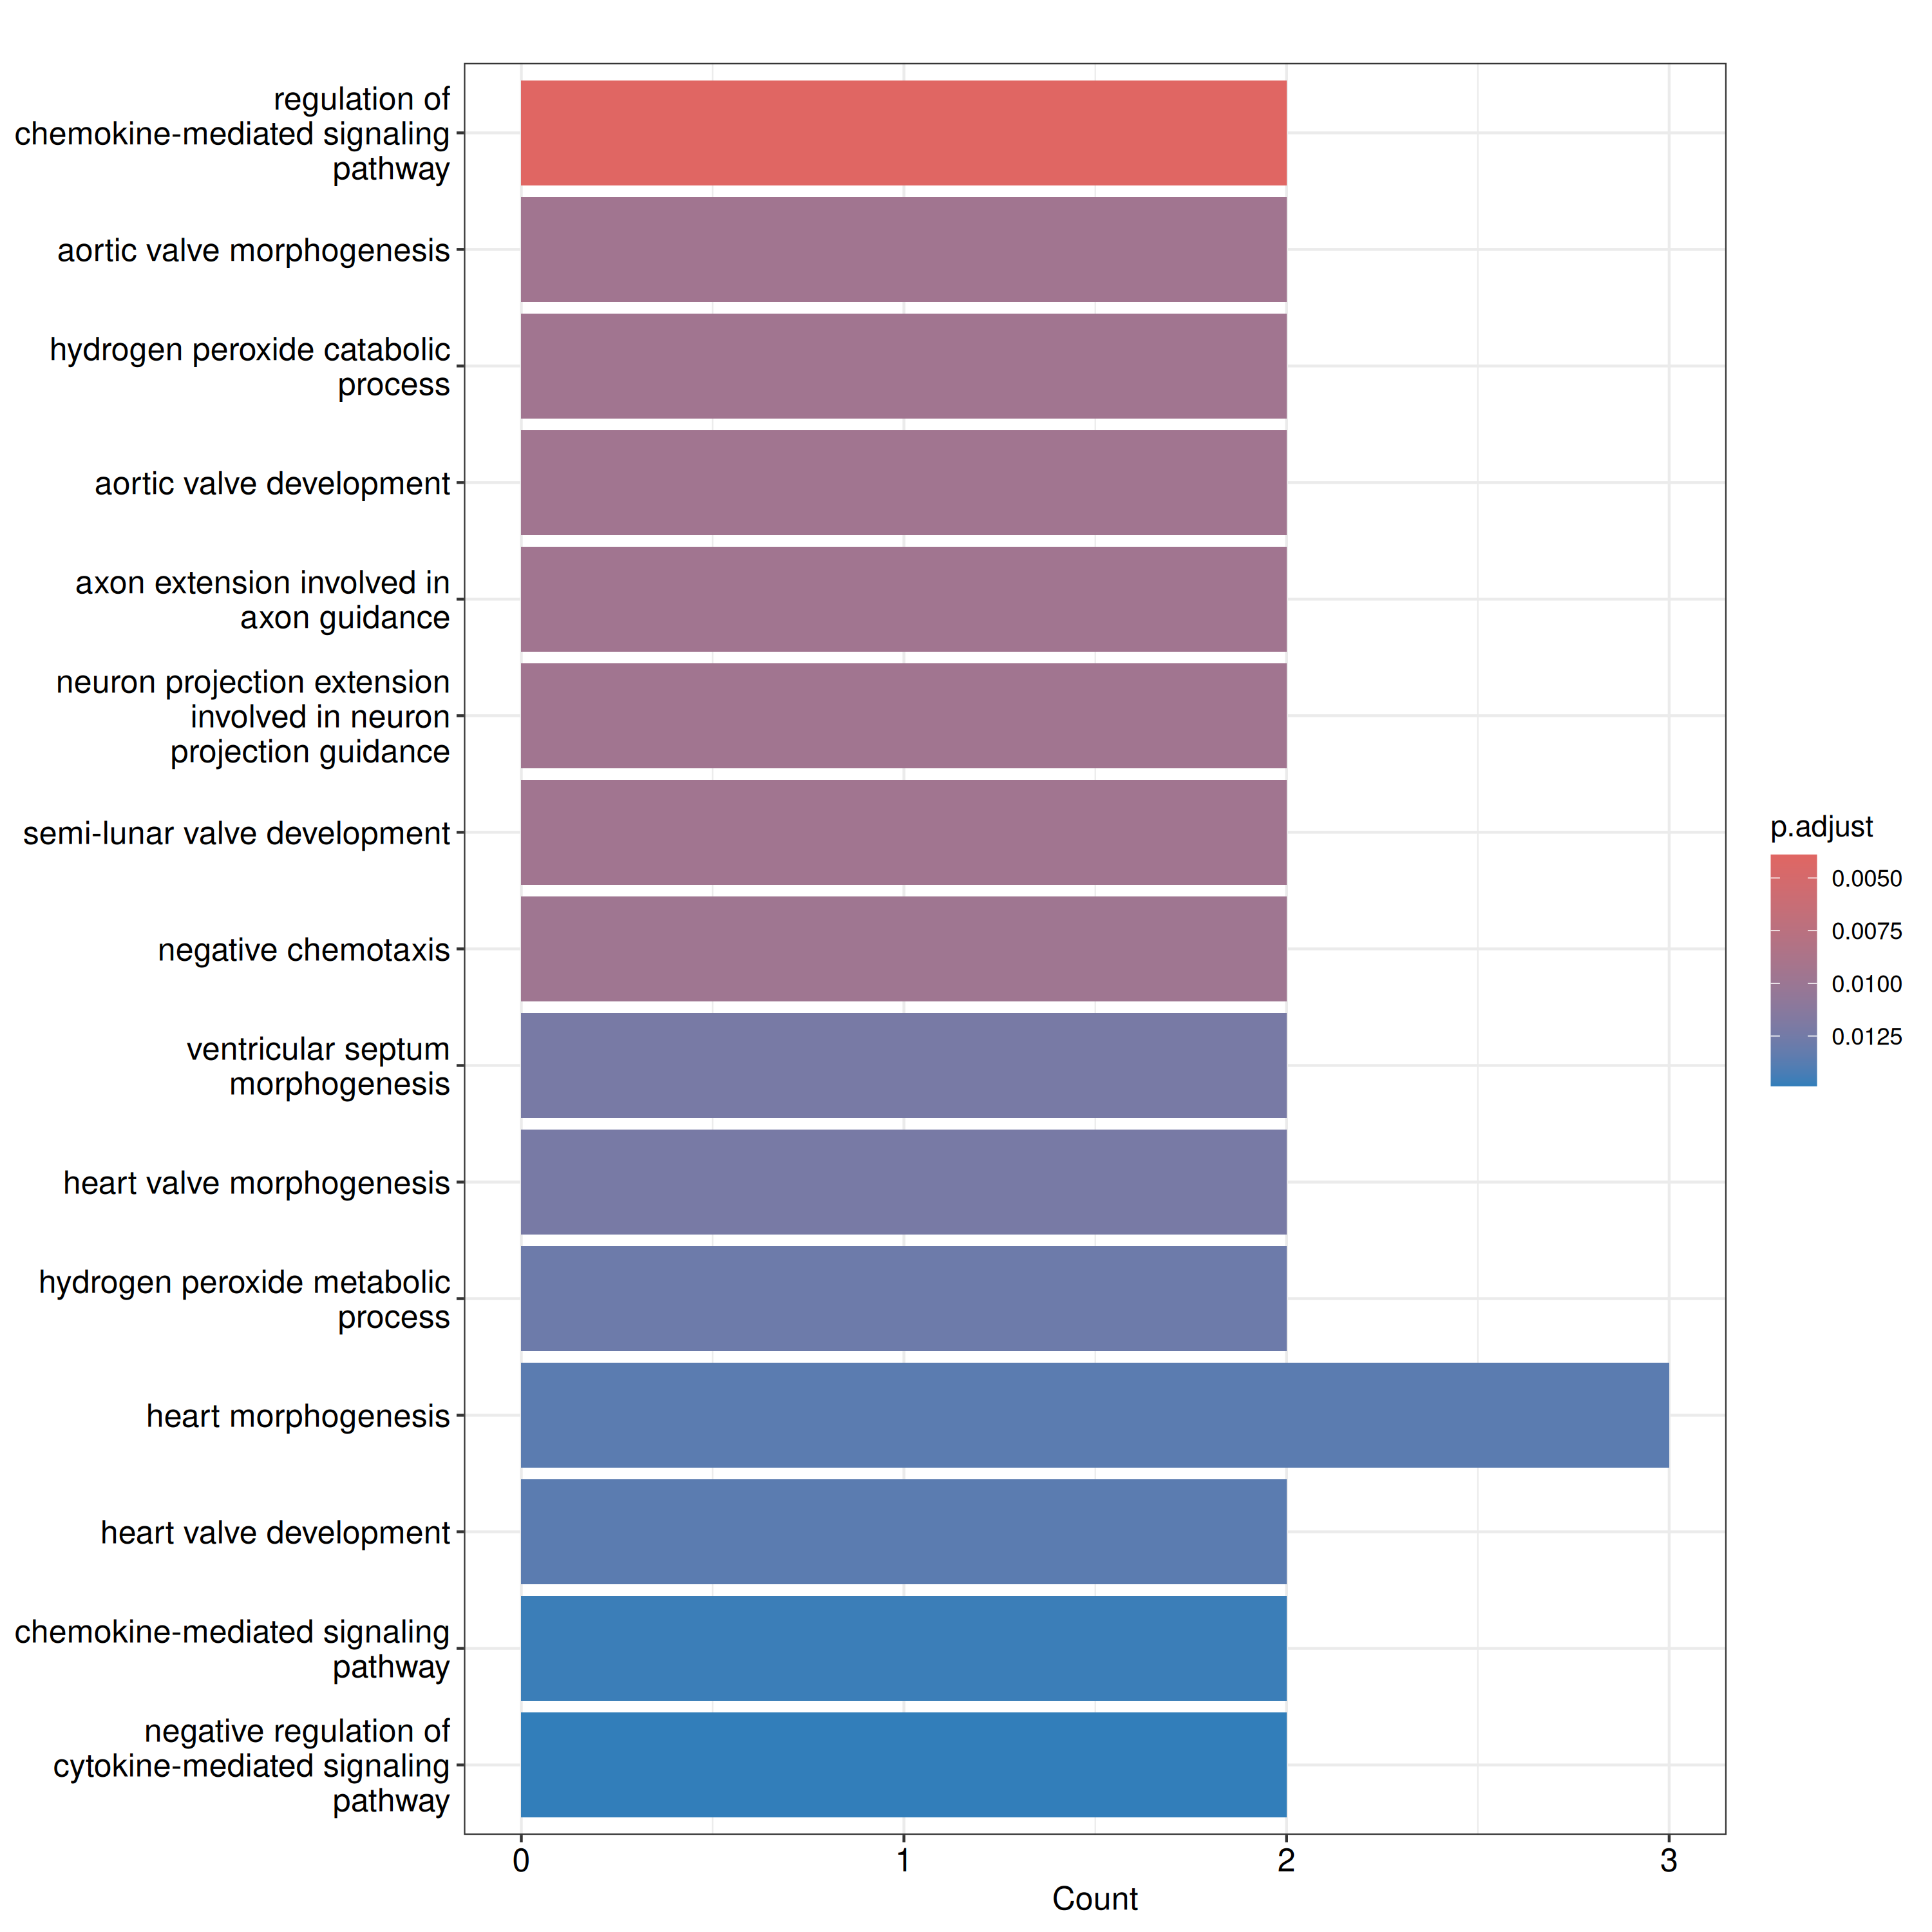 regulation of
chemokine-mediated signaling
pathway
aortic valve morphogenesis
hydrogen peroxide catabolic
process
aortic valve development
axon extension involved in
axon guidance
neuron projection extension
involved in neuron
projection guidance
semi-lunar valve development
negative chemotaxis
ventricular septum
morphogenesis
heart valve morphogenesis
hydrogen peroxide metabolic
process
heart morphogenesis
heart valve development
chemokine-mediated signaling
pathway
negative regulation of
cytokine-mediated signaling
pathway
0 1 2 3
Count
p.adjust
0.0050
0.0075
0.0100
0.0125